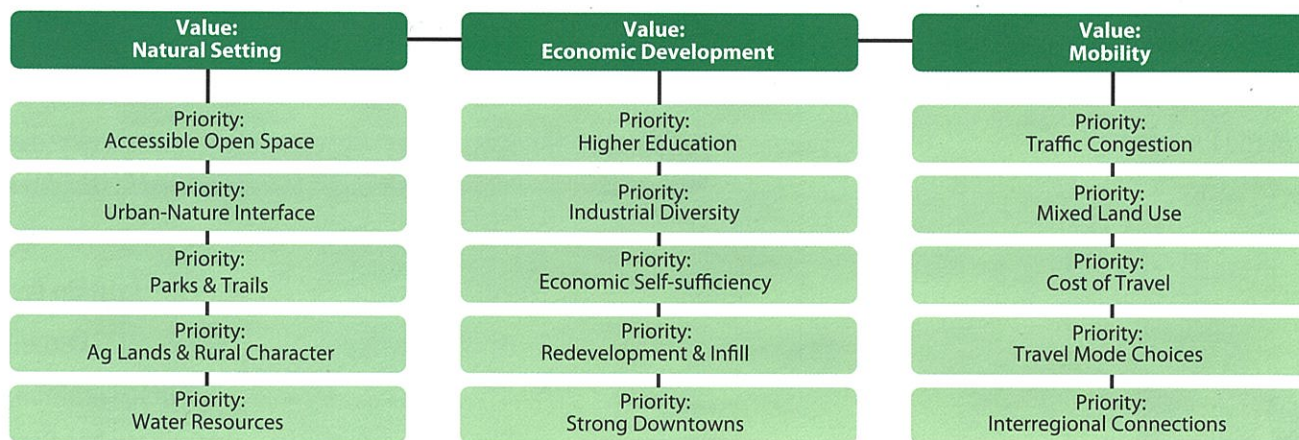 Value:
Natural Setting
Priority:
Accessible Open Space
Priority:
Urban-Nature Interface
Priority:
Parks & Trails
Priority:
Ag Lands & Rural Character
Priority:
Water Resources
Value:
Economic Development
Priority:
Higher Education
Priority:
Industrial Diversity
Priority:
Economic Self-sufficiency
Priority:
Redevelopment & Infill
Priority:
Strong Downtowns
Value:
Mobility
Priority:
Traffic Congestion
Priority:
Mixed Land Use
Priority:
Cost of Travel
Priority:
Travel Mode Choices
Priority:
Interregional Connections